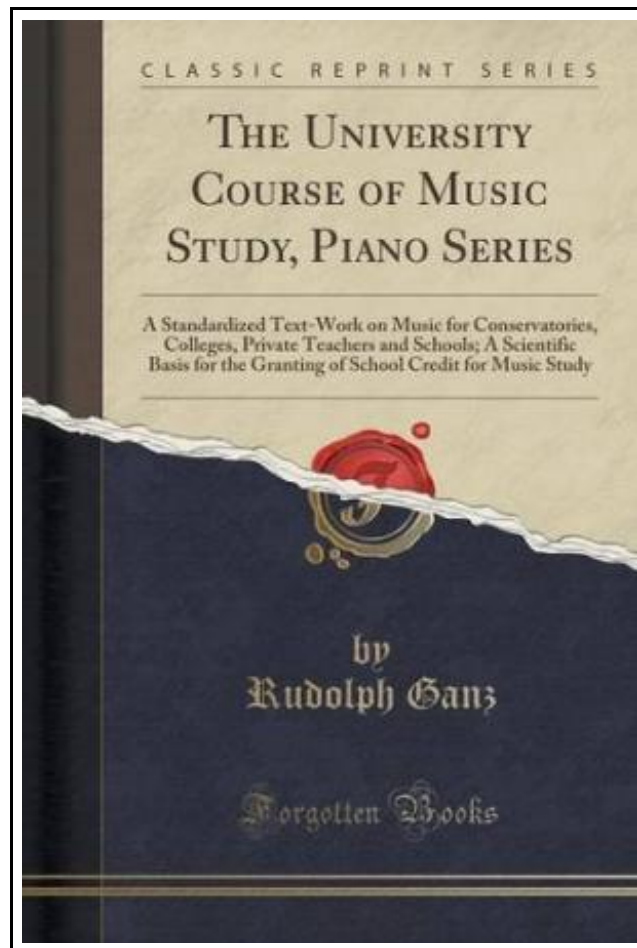 CLASSIC REPRINT SERIES
THE UNIVERSITY
COURSE OF MUSIC
STUDY, PIANO SERIES
A Standardized Text-Work on Music for Conservatories,
Colleges, Private Teachers and Schools; A Scientific
Basis for the Granting of School Credit for Music Study
by
Rudolph Ganz
Forgotten Books